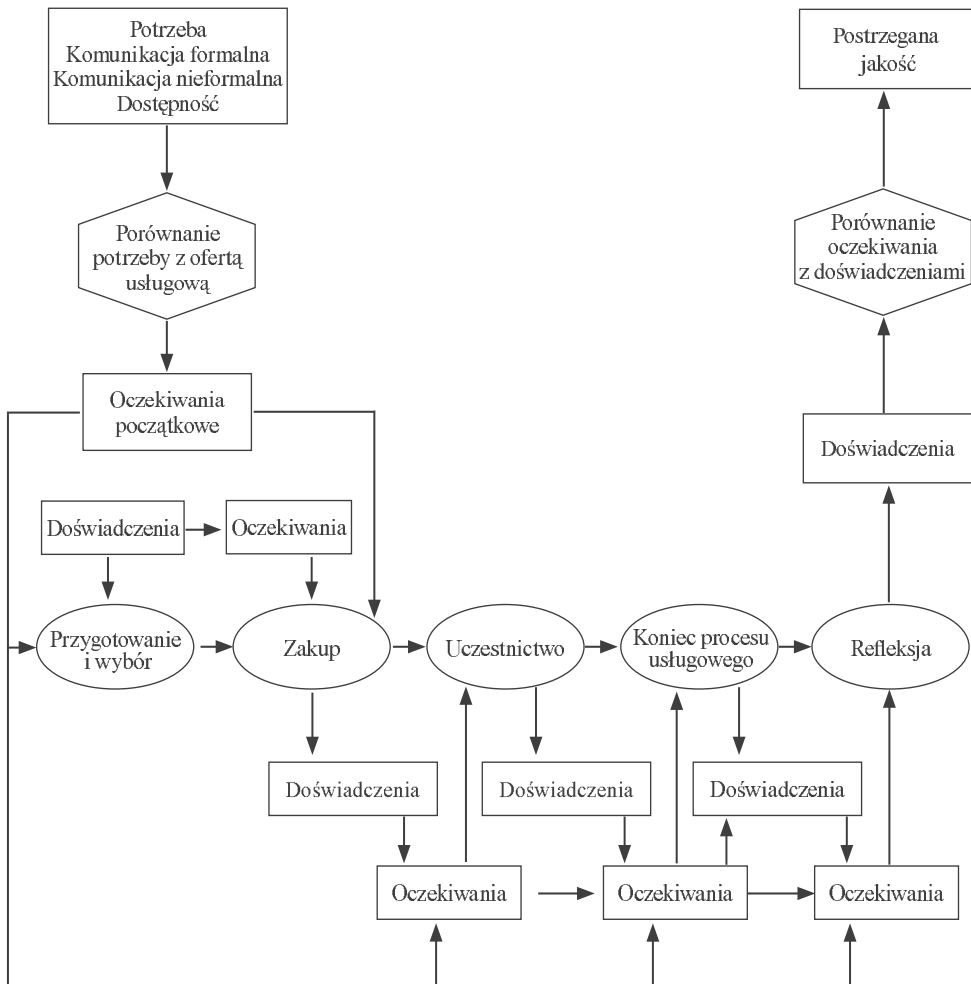 Potrzeba
Komunikacja formalna
Komunikacja nieformalna
Dostępność
Postrzegana
jakość
Porównanie
potrzeby z ofertą
usługową
Porównanie
oczekiwania
z doświadczeniami
Oczekiwania
początkowe
Doświadczenia
Doświadczenia
Oczekiwania
Przygotowanie
i wybór
Zakup
Uczestnictwo
Koniec procesu
usługowego
Refleksja
Doświadczenia
Doświadczenia
Doświadczenia
Oczekiwania
Oczekiwania
Oczekiwania